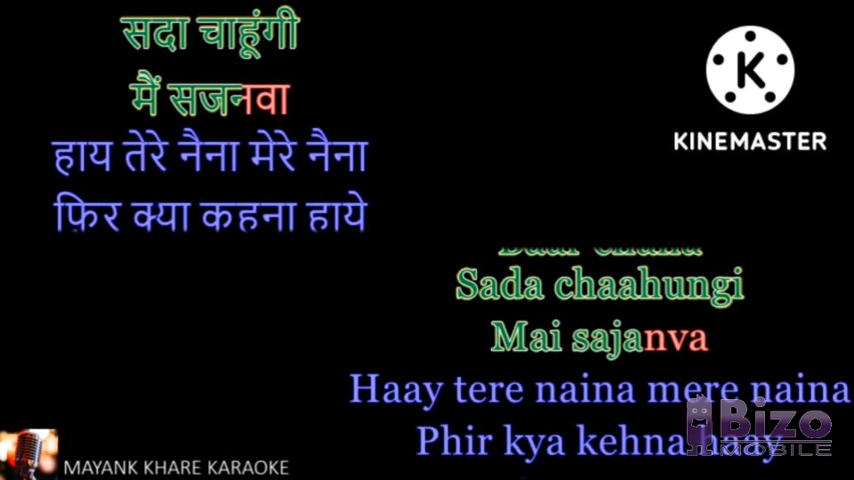 सदा चाहूंगी
मैं सजनवा
हाय तेरे नैना मेरे नैना
फ़िर क्या कहना हाये
KINEMASTER
Sada chaahungi
Mai sajanva
Haay tere naina mere naina
Phir kya kehna haay
Bizo
MOBILE
MAYANK KHARE KARAOKE